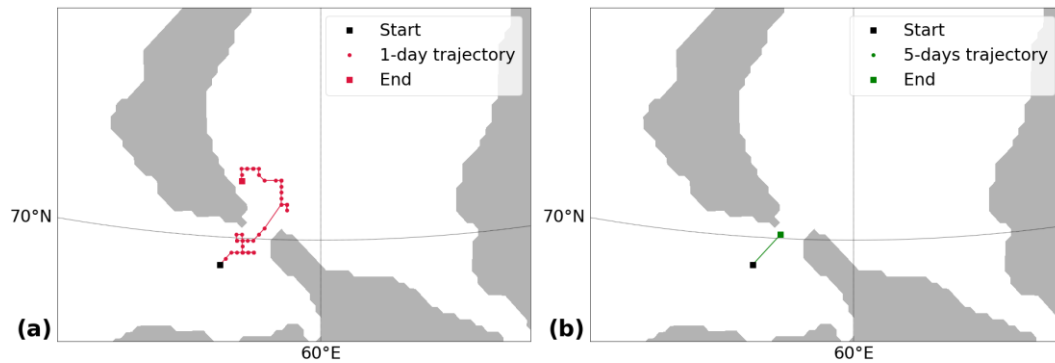 Start
1-day trajectory
End
70°N
(a)
60°E
Start
5-days trajectory
End
70°N
(b)
60°E